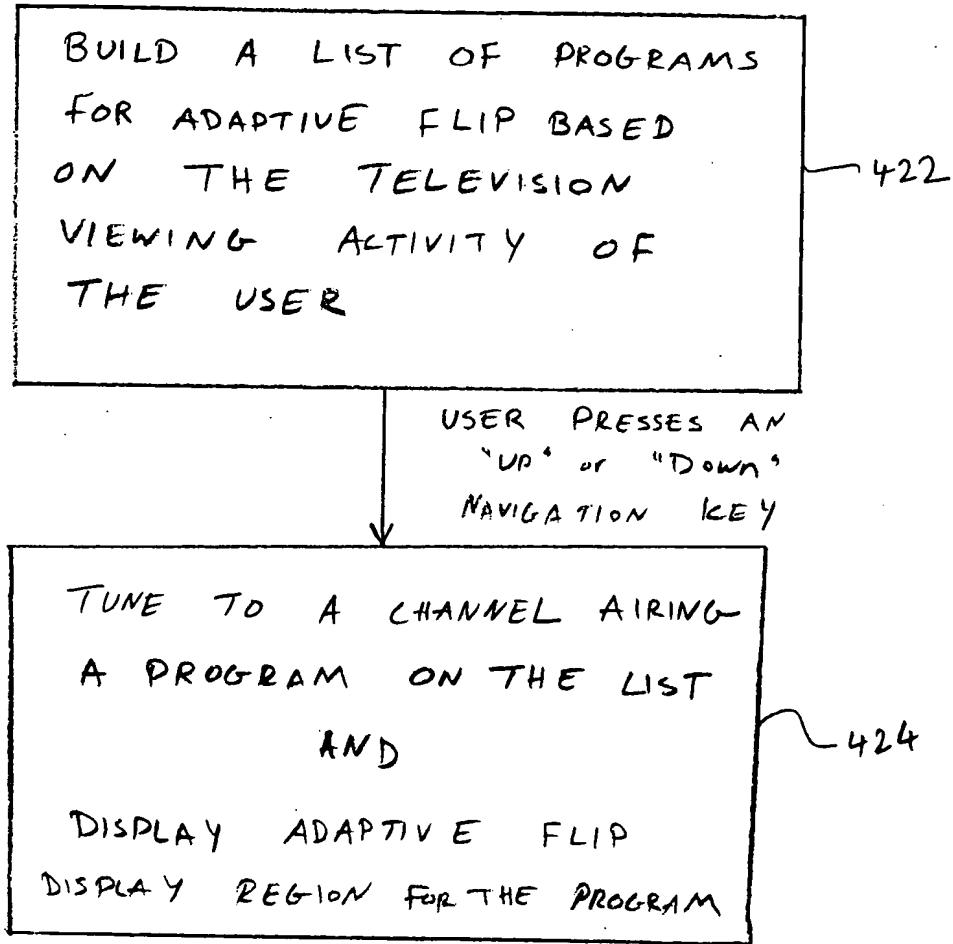 BUILD A LIST OF PROGRAMS
FOR ADAPTIVE FLIP BASED
ON THE TELEVISION
VIEWING ACTIVITY OF
THE USER
422
USER PRESSES AN
"UP" or "Down"
NAVIGATION KEY
TUNE TO A CHANNEL AIRING
A PROGRAM ON THE LIST
AND
DISPLAY ADAPTIVE FLIP
DISPLAY REGION FOR THE PROGRAM
424